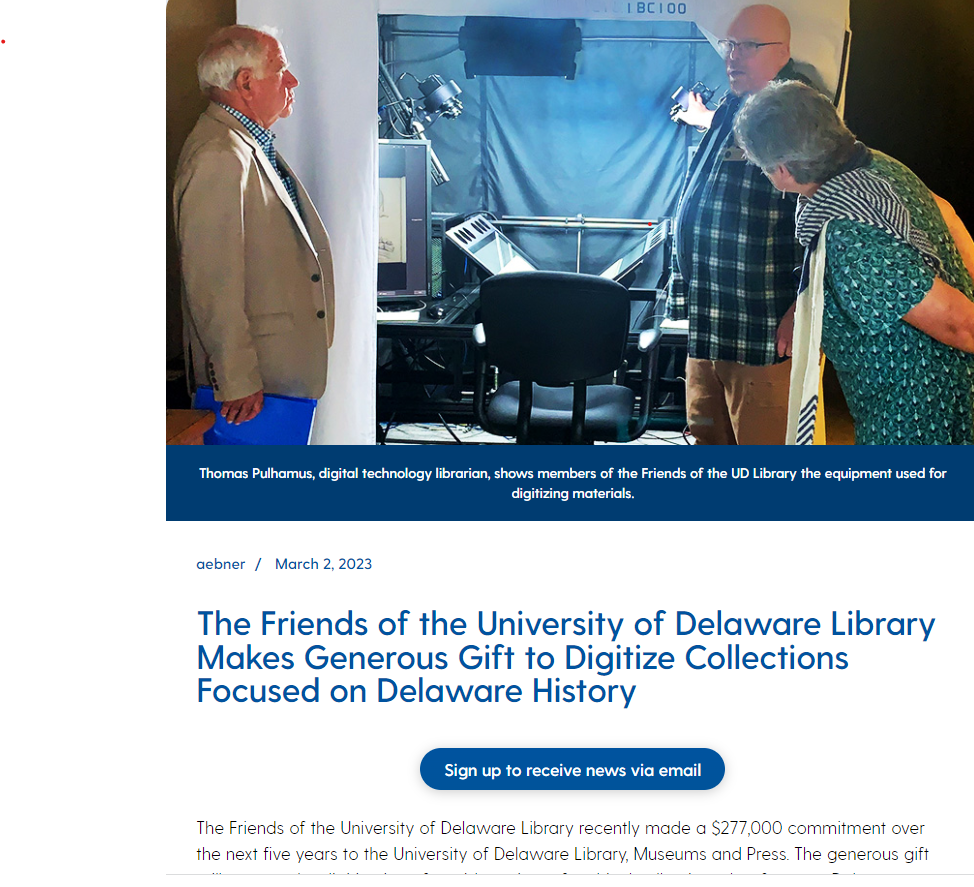 1BC100
Thomas Pulhamus, digital technology librarian, shows members of the Friends of the UD Library the equipment used for
digitizing materials.
aebner / March 2, 2023
The Friends of the University of Delaware Library
Makes Generous Gift to Digitize Collections
Focused on Delaware History
Sign up to receive news via email
The Friends of the University of Delaware Library recently made a $277,000 commitment over
the next five years to the University of Delaware Library, Museums and Press. The generous gift